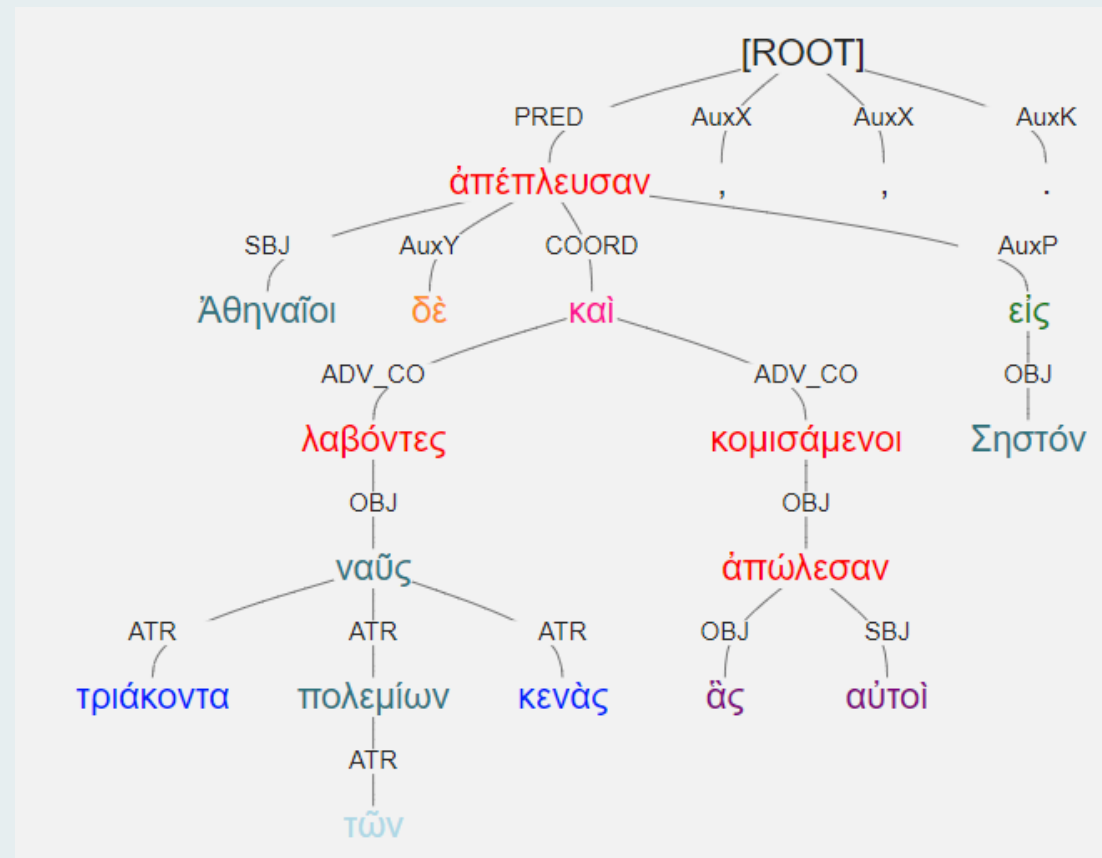 [ROOT]
PRED AuxX AuxX AuxK
ἀπέπλευσαν , , .
SBJ AuxY COORD AuxP
Ἀθηναῖοι δὲ καὶ εἰς
ADV_CO ADV_CO OBJ
λαβόντες κομισάμενοι Σηστόν
OBJ OBJ
ναῦς ἀπώλεσαν
ATR ATR ATR OBJ SBJ
τριάκοντα πολεμίων κενὰς ἃς αὐτοὶ
ATR
τῶν